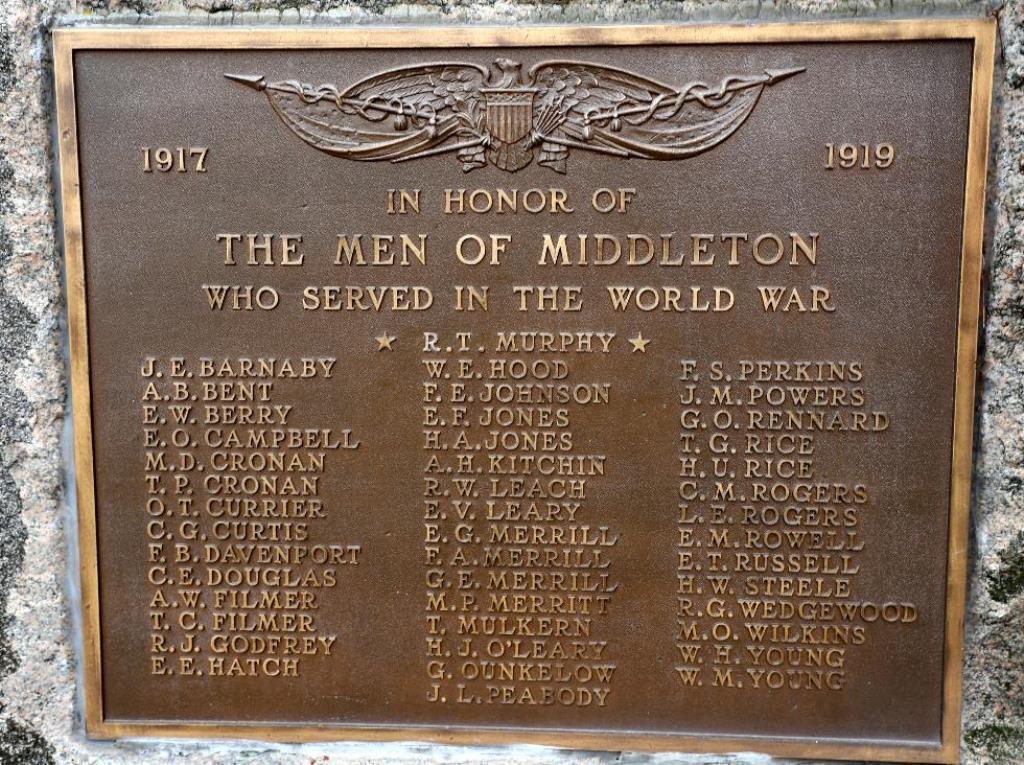 1917
1919
IN HONOR OF
THE MEN OF MIDDLETON
WHO SERVED IN THE WORLD WAR
★ R. T. MURPHY ★
J. E. BARNABY
A. B. BENT
E. W. BERRY
E. O. CAMPBELL
M. D. CRONAN
T. P. CRONAN
O. T. CURRIER
C. G. CURTIS
F. B. DAVENPORT
C. E. DOUGLAS
A. W. FILMER
T. C. FILMER
R. J. GODFREY
E. E. HATCH
W. E. HOOD
F. E. JOHNSON
E. F. JONES
H. A. JONES
A. H. KITCHIN
R. W. LEACH
E. V. LEARY
E. G. MERRILL
F. A. MERRILL
G. E. MERRILL
M. P. MERRITT
T. MULKERN
H. J. O'LEARY
G. OUNKELOW
J. L. PEABODY
F. S. PERKINS
J. M. POWERS
G. O. RENNARD
T. G. RICE
H. U. RICE
C. M. ROGERS
L. E. ROGERS
E. M. ROWELL
E. T. RUSSELL
H. W. STEELE
R. G. WEDGEWOOD
M. O. WILKINS
W. H. YOUNG
W. M. YOUNG